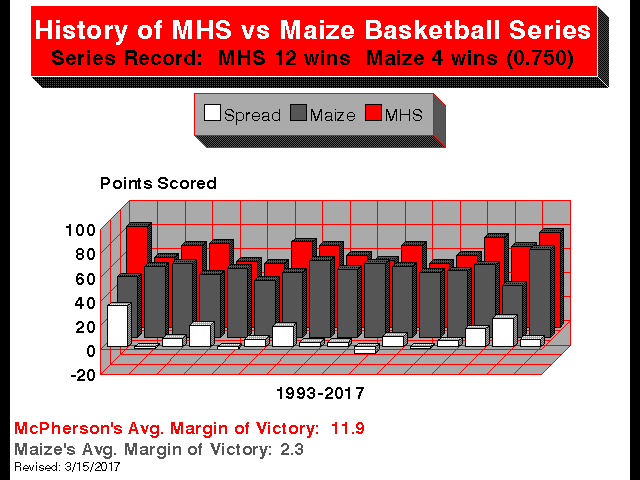 History of MHS vs Maize Basketball Series
Series Record:  MHS 12 wins  Maize 4 wins (0.750)
Spread Maize MHS
Points Scored
100
80
60
40
20
0
-20
1993-2017
McPherson's Avg. Margin of Victory:  11.9
Maize's Avg. Margin of Victory: 2.3
Revised: 3/15/2017